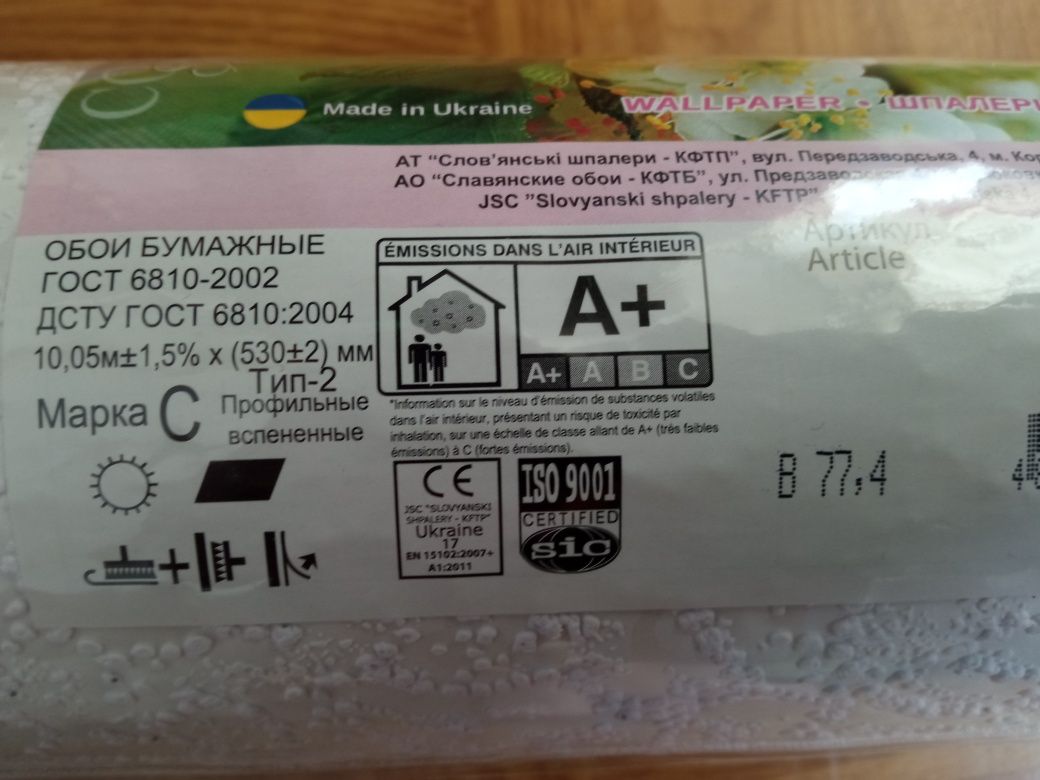 Made in Ukraine
WALLPAPER • ШПАЛЕРИ
АТ “Слов’янські шпалери - КФТП”, вул. Передзаводська, 4, м.
АО “Славянские обои - КФТБ”, ул.
JSC ”Slovyanski shpalery - KFTP”
Артикул
Article
ОБОИ БУМАЖНЫЕ
ГОСТ 6810-2002
ДСТУ ГОСТ 6810:2004
10,05м±1,5% х (530±2) мм
Тип-2
Марка С Профильные
вспененные
ÉMISSIONS DANS L'AIR INTÉRIEUR
A+
A+ A B C
*Information sur le niveau d'émission de substances volatiles
dans l'air intérieur, présentant un risque de toxicité par
inhalation, sur une échelle de classe allant de A+ (très faibles
émissions) à C (fortes émissions).
CE
JSC "SLOVYANSKI
SHPALERY - KFTP"
Ukraine
17
EN 15102:2007+
A1:2011
ISO 9001
CERTIFIED
sic
В 77,4